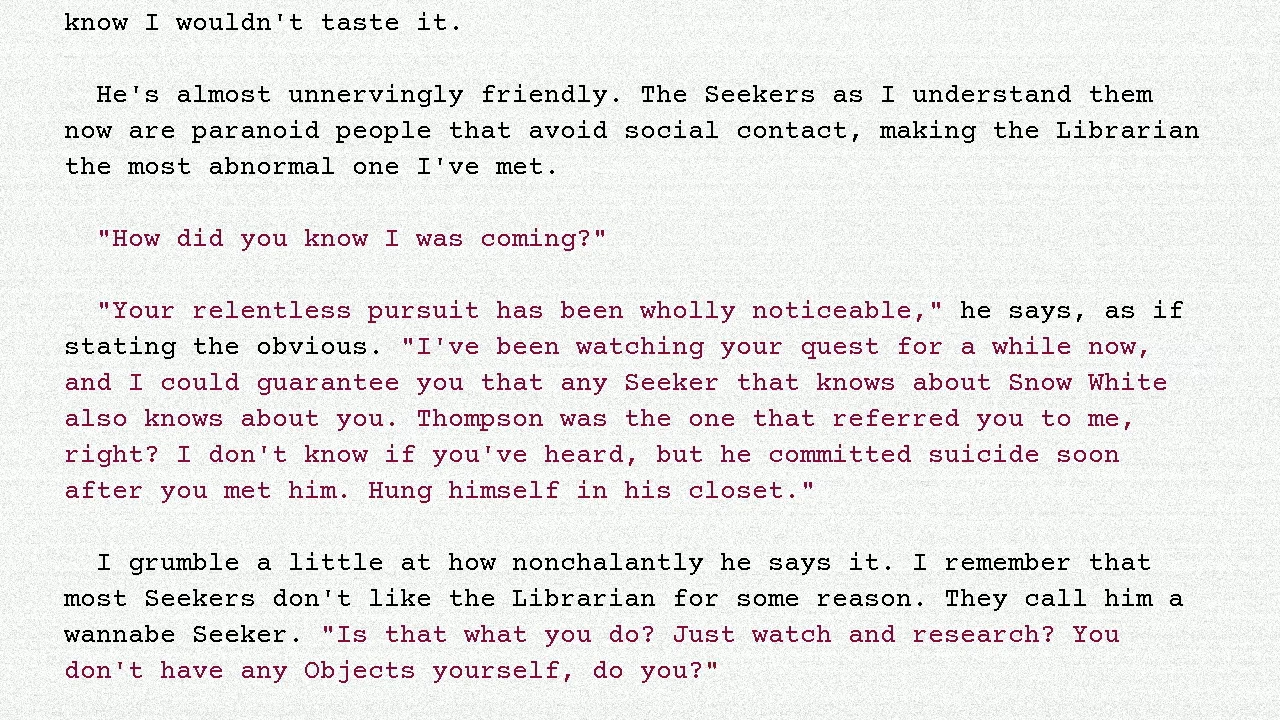 know I wouldn't taste it.
He's almost unnervingly friendly. The Seekers as I understand them
now are paranoid people that avoid social contact, making the Librarian
the most abnormal one I've met.
"How did you know I was coming?"
"Your relentless pursuit has been wholly noticeable," he says, as if
stating the obvious. "I've been watching your quest for a while now,
and I could guarantee you that any Seeker that knows about Snow White
also knows about you. Thompson was the one that referred you to me,
right? I don't know if you've heard, but he committed suicide soon
after you met him. Hung himself in his closet."
I grumble a little at how nonchalantly he says it. I remember that
most Seekers don't like the Librarian for some reason. They call him a
wannabe Seeker. "Is that what you do? Just watch and research? You
don't have any Objects yourself, do you?"